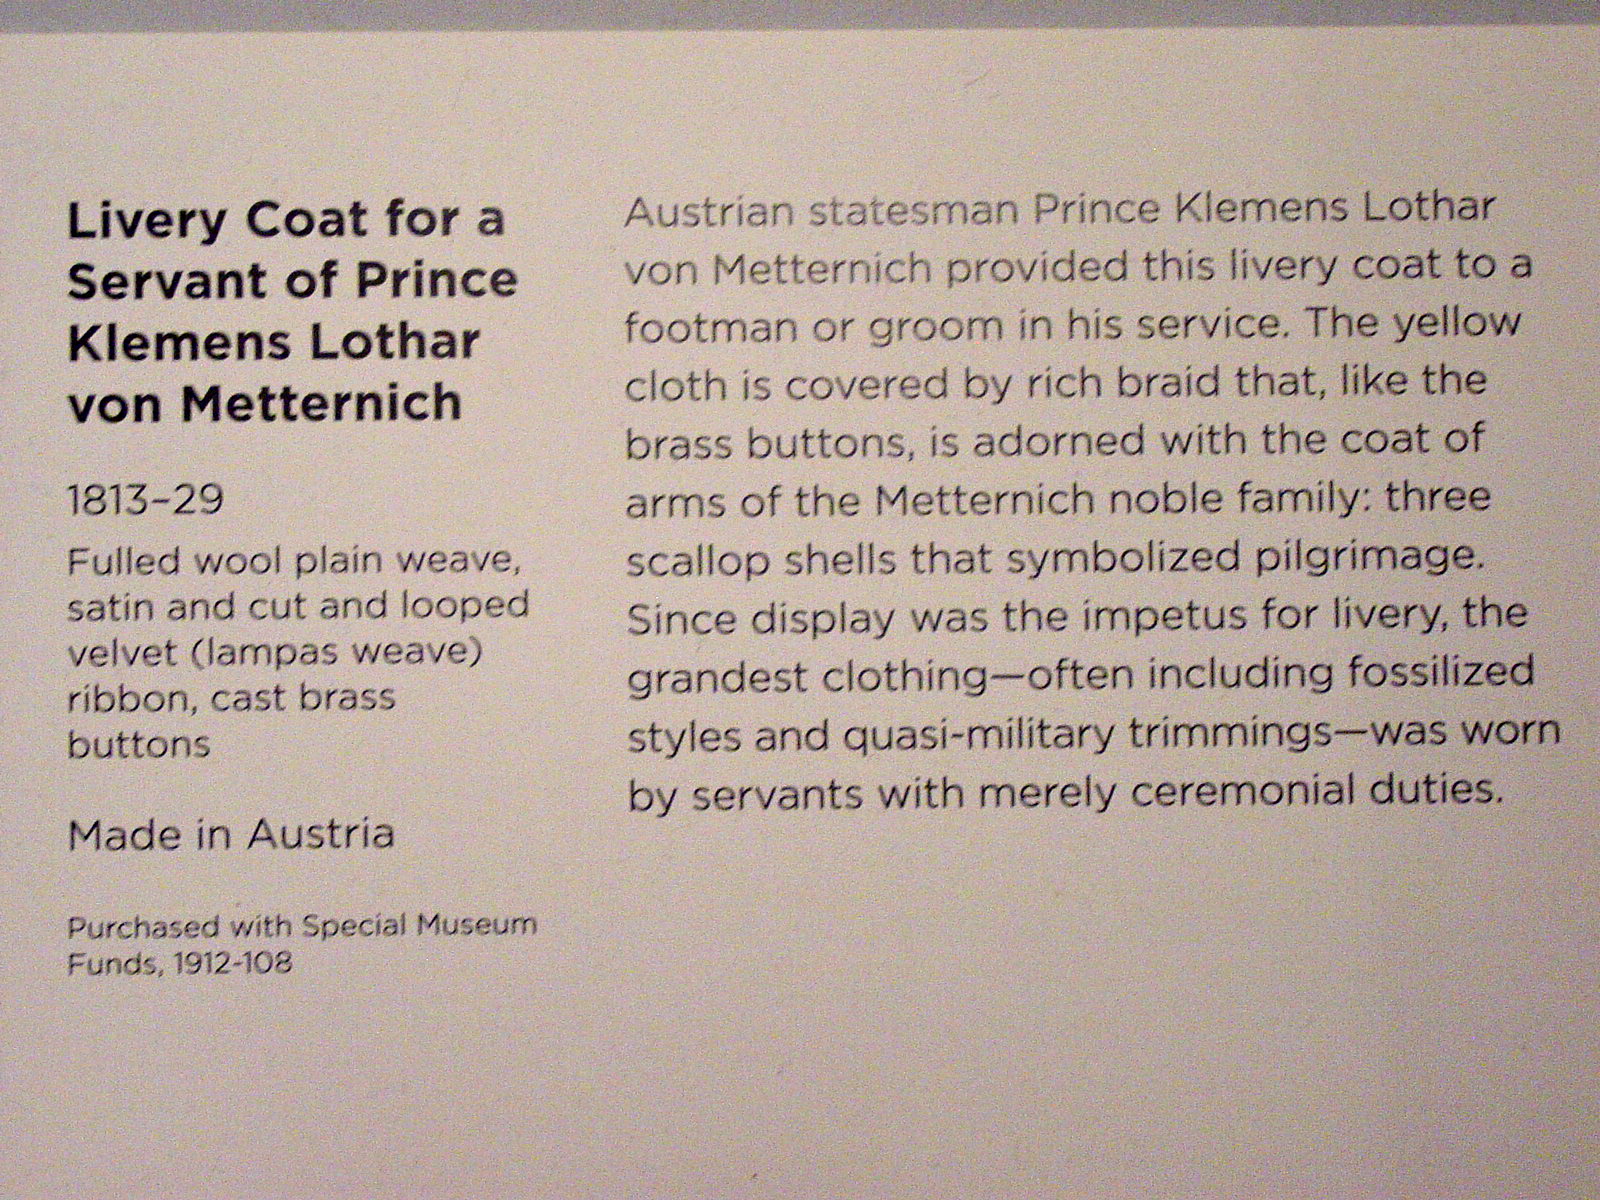 Livery Coat for a
Servant of Prince
Klemens Lothar
von Metternich
1813–29
Fulled wool plain weave,
satin and cut and looped
velvet (lampas weave)
ribbon, cast brass
buttons
Made in Austria
Purchased with Special Museum
Funds, 1912-108
Austrian statesman Prince Klemens Lothar
von Metternich provided this livery coat to a
footman or groom in his service. The yellow
cloth is covered by rich braid that, like the
brass buttons, is adorned with the coat of
arms of the Metternich noble family: three
scallop shells that symbolized pilgrimage.
Since display was the impetus for livery, the
grandest clothing—often including fossilized
styles and quasi-military trimmings—was worn
by servants with merely ceremonial duties.